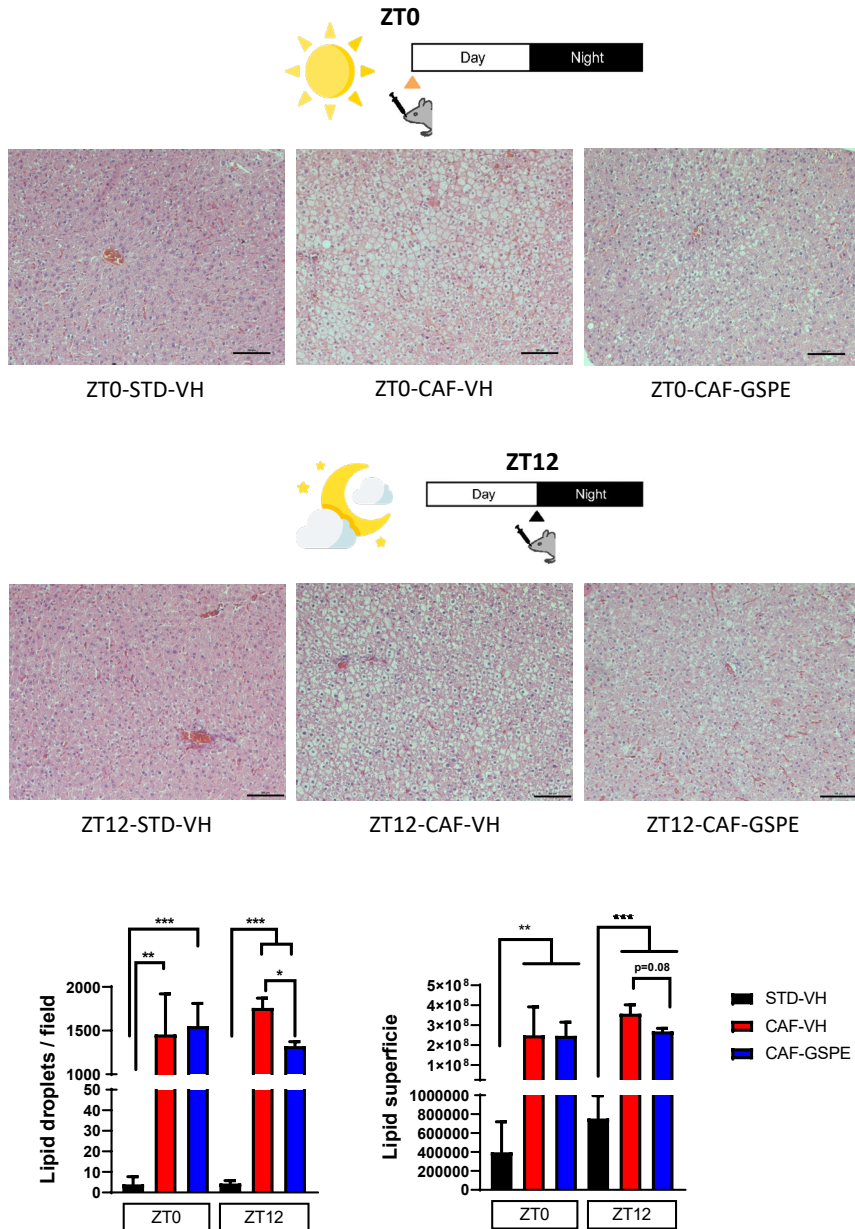 ZT0
Day Night
ZT0-STD-VH ZT0-CAF-VH ZT0-CAF-GSPE
ZT12
Day Night
ZT12-STD-VH ZT12-CAF-VH ZT12-CAF-GSPE
Lipid droplets / field
2000
1500
1000
50
40
30
20
10
0
***
**
***
*
ZT0 ZT12
Lipid superficie
5×10⁸
4×10⁸
3×10⁸
2×10⁸
1×10⁸
1000000
800000
600000
400000
200000
**
***
p=0.08
ZT0 ZT12
STD-VH
CAF-VH
CAF-GSPE